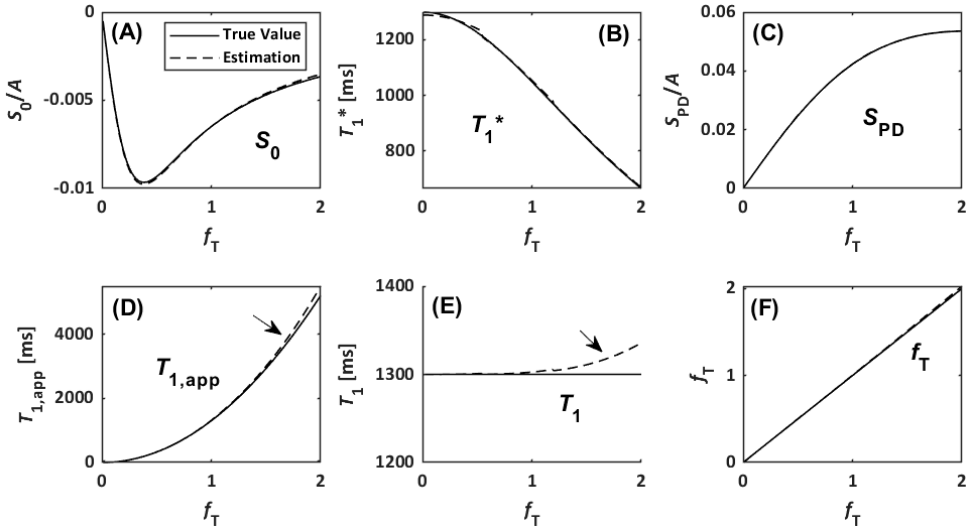 (A)
True Value
Estimation
S0/A
0
-0.005
-0.01
S0
0 1 2
fT
(B)
T1* [ms]
1200
1000
800
T1*
0 1 2
fT
(C)
SPD/A
0.06
0.04
0.02
0
SPD
0 1 2
fT
(D)
T1,app [ms]
4000
2000
0
T1,app
0 1 2
fT
(E)
T1 [ms]
1400
1300
1200
T1
0 1 2
fT
(F)
fT
2
1
0
fT
0 1 2
fT